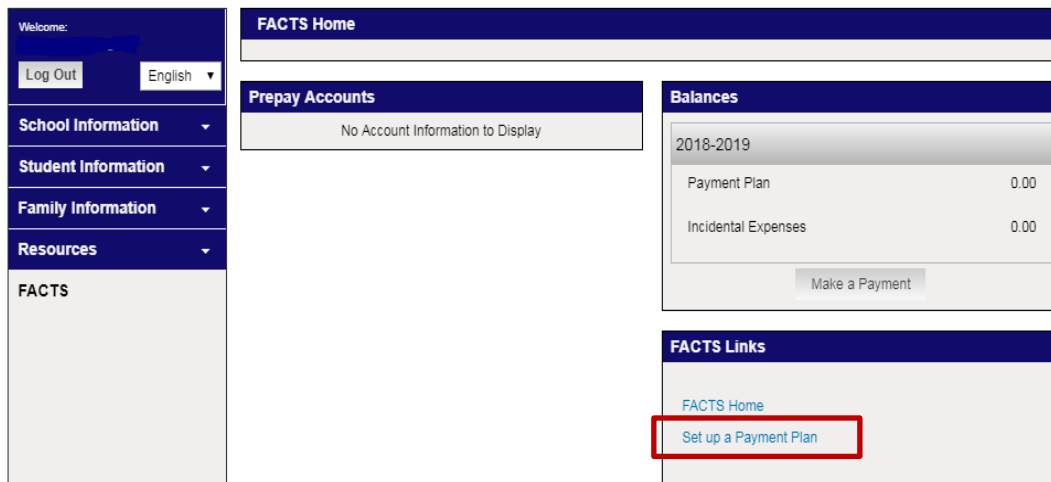 Welcome:
Log Out
English
School Information
Student Information
Family Information
Resources
FACTS
FACTS Home
Prepay Accounts
No Account Information to Display
Balances
2018-2019
Payment Plan 0.00
Incidental Expenses 0.00
Make a Payment
FACTS Links
FACTS Home
Set up a Payment Plan